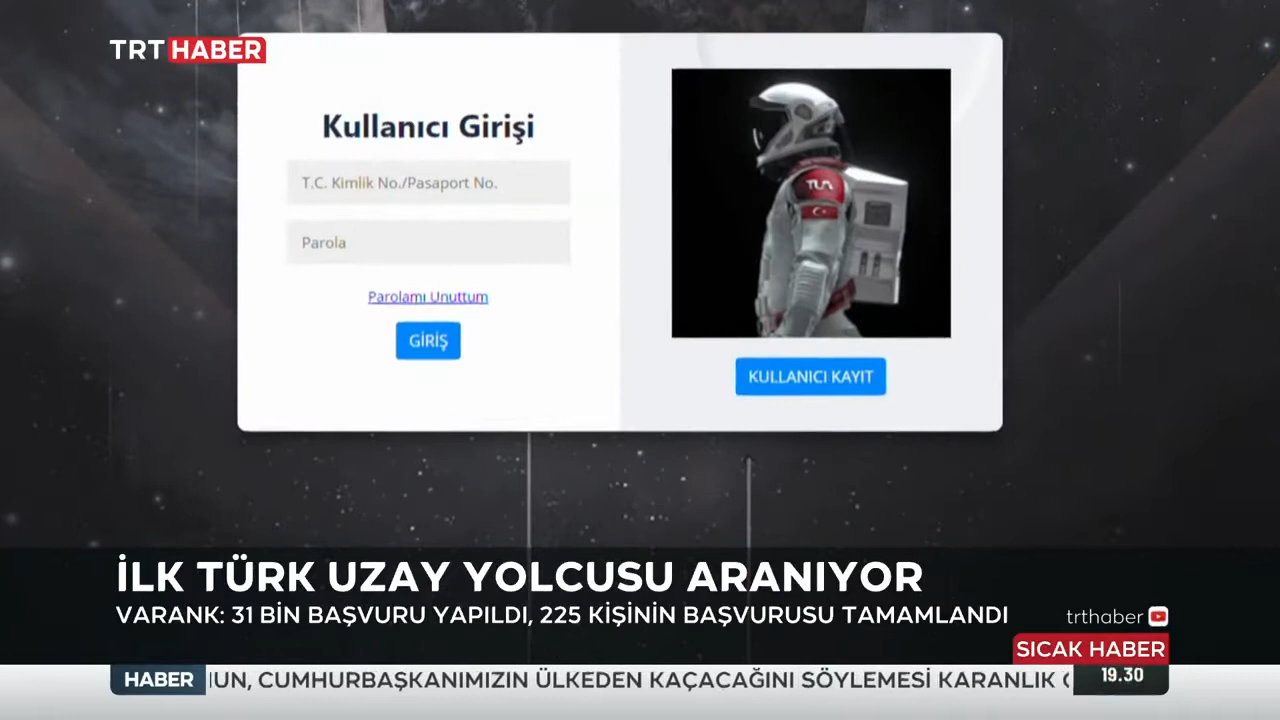 TRT HABER
Kullanıcı Girişi
T.C. Kimlik No./Pasaport No.
Parola
Parolamı Unuttum
GİRİŞ
TUA
KULLANICI KAYIT
İLK TÜRK UZAY YOLCUSU ARANIYOR
VARANK: 31 BİN BAŞVURU YAPILDI, 225 KİŞİNİN BAŞVURUSU TAMAMLANDI
trthaber
SICAK HABER
HABER
CUMHURBAŞKANIMIZIN ÜLKEDEN KAÇACAĞINI SÖYLEMESİ KARANLIK
19.30